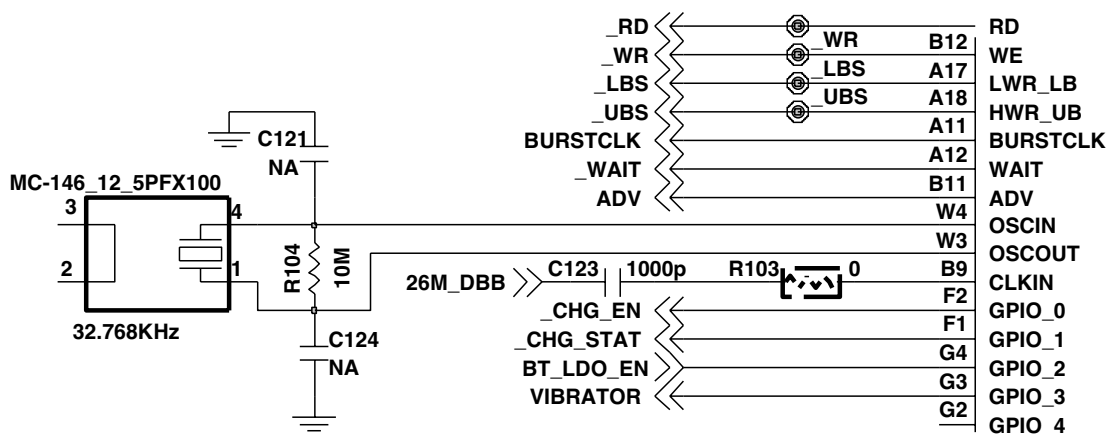 _RD RD
_WR B12
_WR WE
_LBS A17
_LBS LWR_LB
_UBS A18
_UBS HWR_UB
C121 A11
BURSTCLK BURSTCLK
NA A12
_WAIT WAIT
MC-146_12_5PFX100 B11
ADV ADV
3 4 W4
OSCIN
R104 10M W3
OSCOUT
2 1 26M_DBB C123 1000p R103 0 B9
CLKIN
F2
_CHG_EN GPIO_0
32.768KHz C124 F1
_CHG_STAT GPIO_1
NA G4
BT_LDO_EN GPIO_2
G3
VIBRATOR GPIO_3
G2
GPIO_4